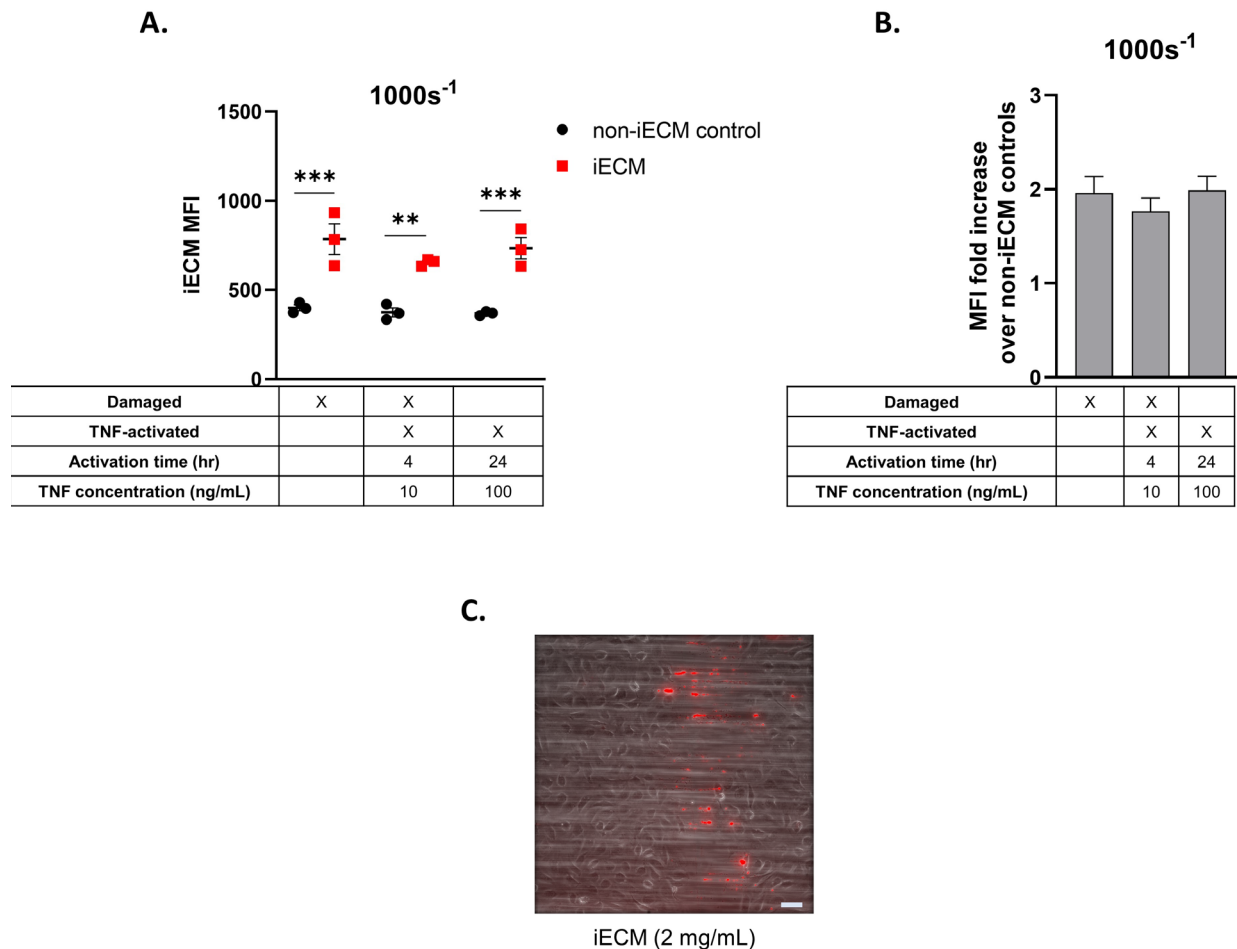 A.
1000s⁻¹
1500
1000
500
0
iECM MFI
***
**
***
non-iECM control
iECM
Damaged X X
TNF-activated X X
Activation time (hr) 4 24
TNF concentration (ng/mL) 10 100
B.
1000s⁻¹
3
2
1
0
MFI fold increase
over non-iECM controls
Damaged X X
TNF-activated X X
Activation time (hr) 4 24
TNF concentration (ng/mL) 10 100
C.
iECM (2 mg/mL)